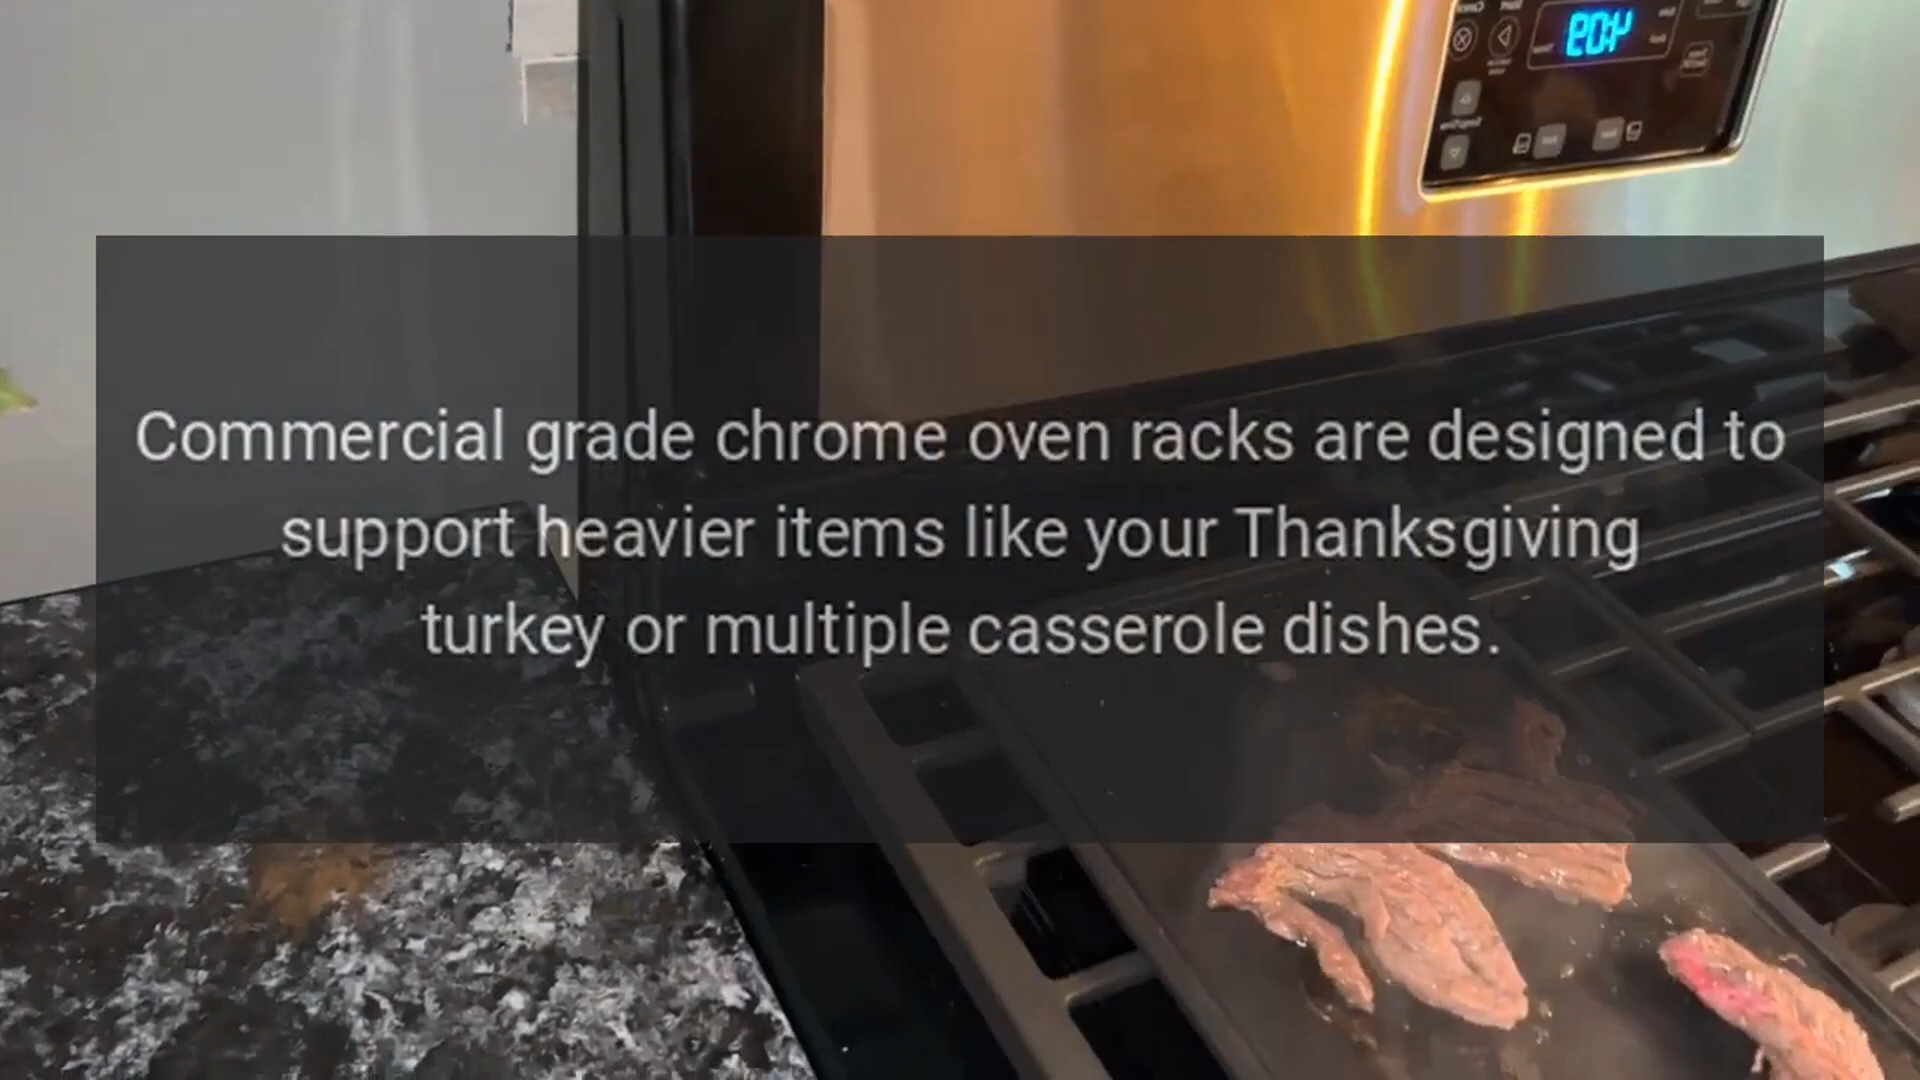 Commercial grade chrome oven racks are designed to
support heavier items like your Thanksgiving
turkey or multiple casserole dishes.